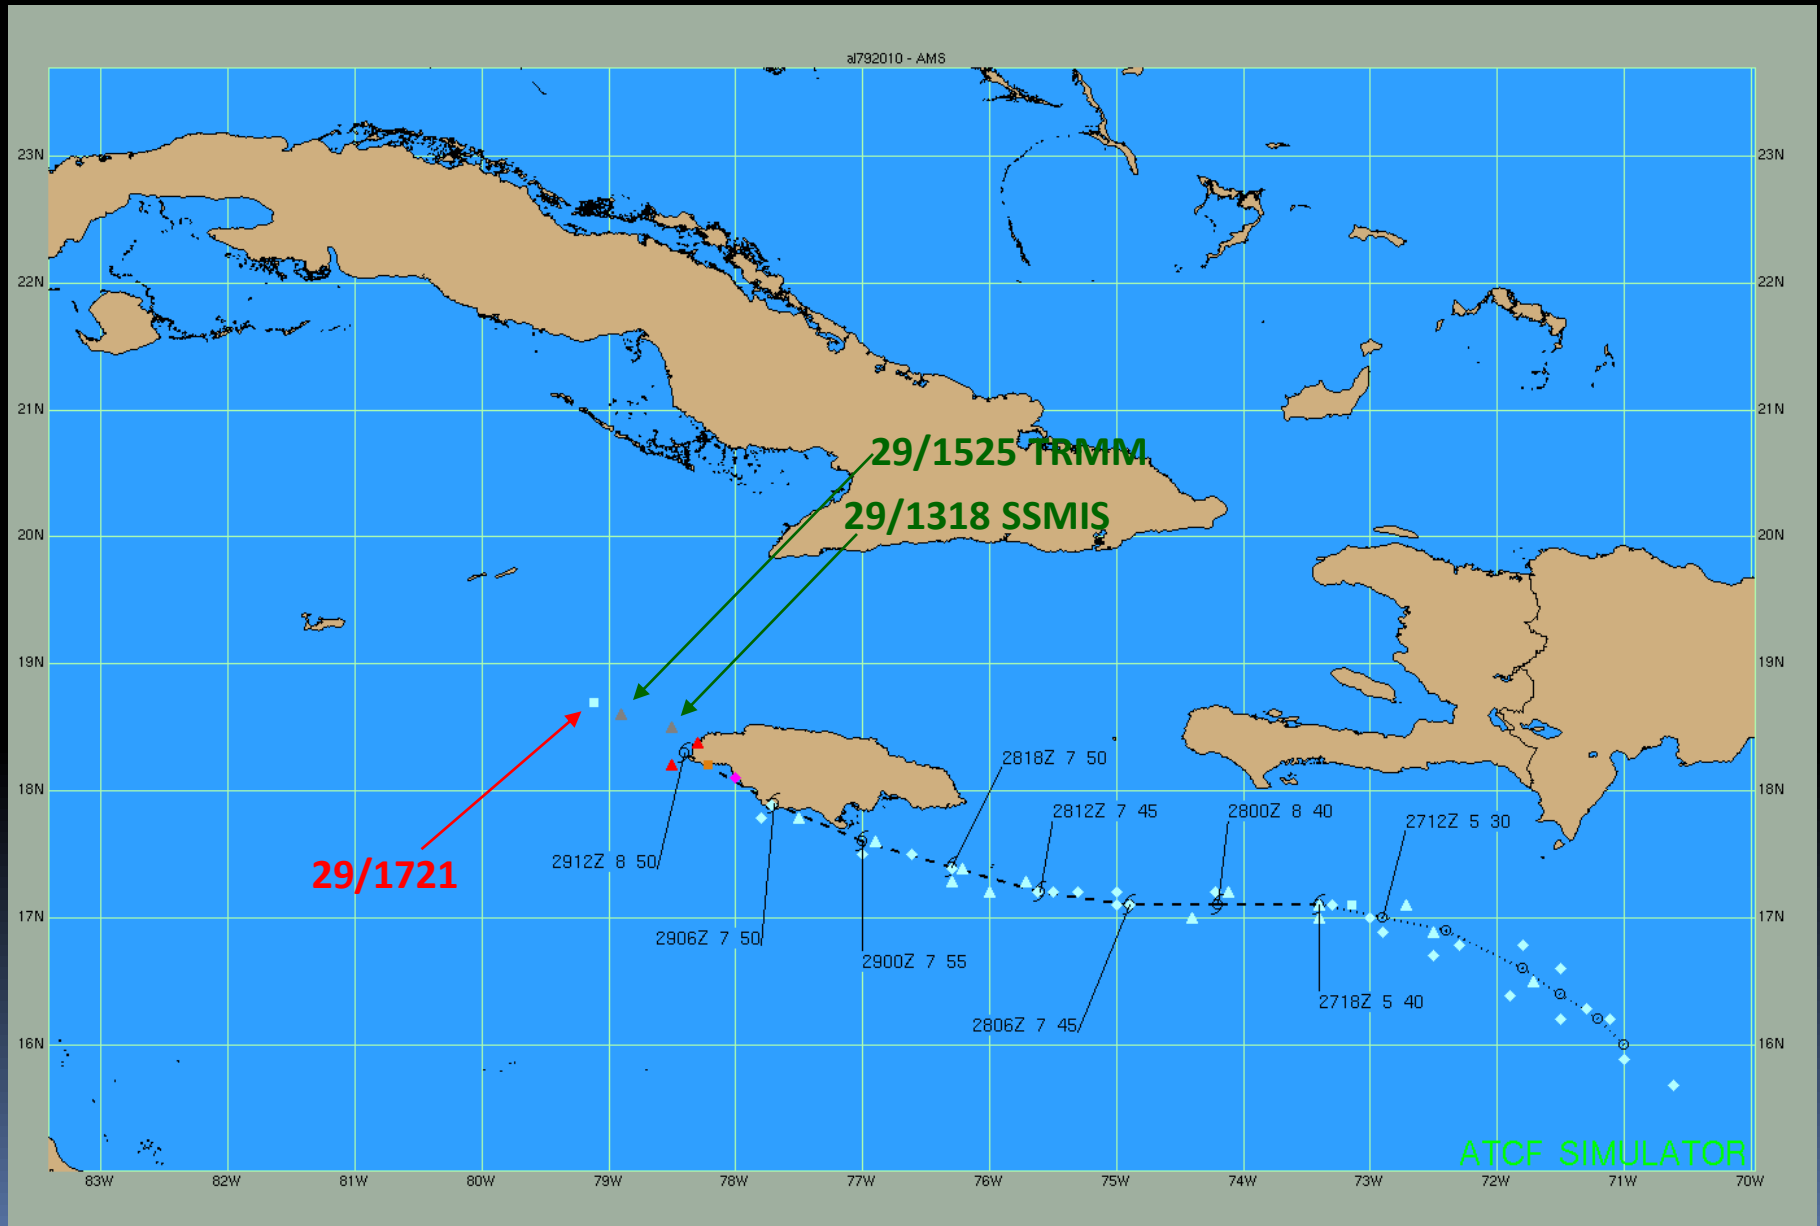 al792010 - AMS
23N 23N
22N 22N
21N 21N
29/1525 TRMM
29/1318 SSMIS
20N 20N
19N 19N
2818Z 7 50
18N 18N
2812Z 7 45
2800Z 8 40
2712Z 5 30
2912Z 8 50
29/1721
17N 17N
2906Z 7 50
2900Z 7 55
2718Z 5 40
2806Z 7 45
16N 16N
ATCF SIMULATOR
83W 82W 81W 80W 79W 78W 77W 76W 75W 74W 73W 72W 71W 70W